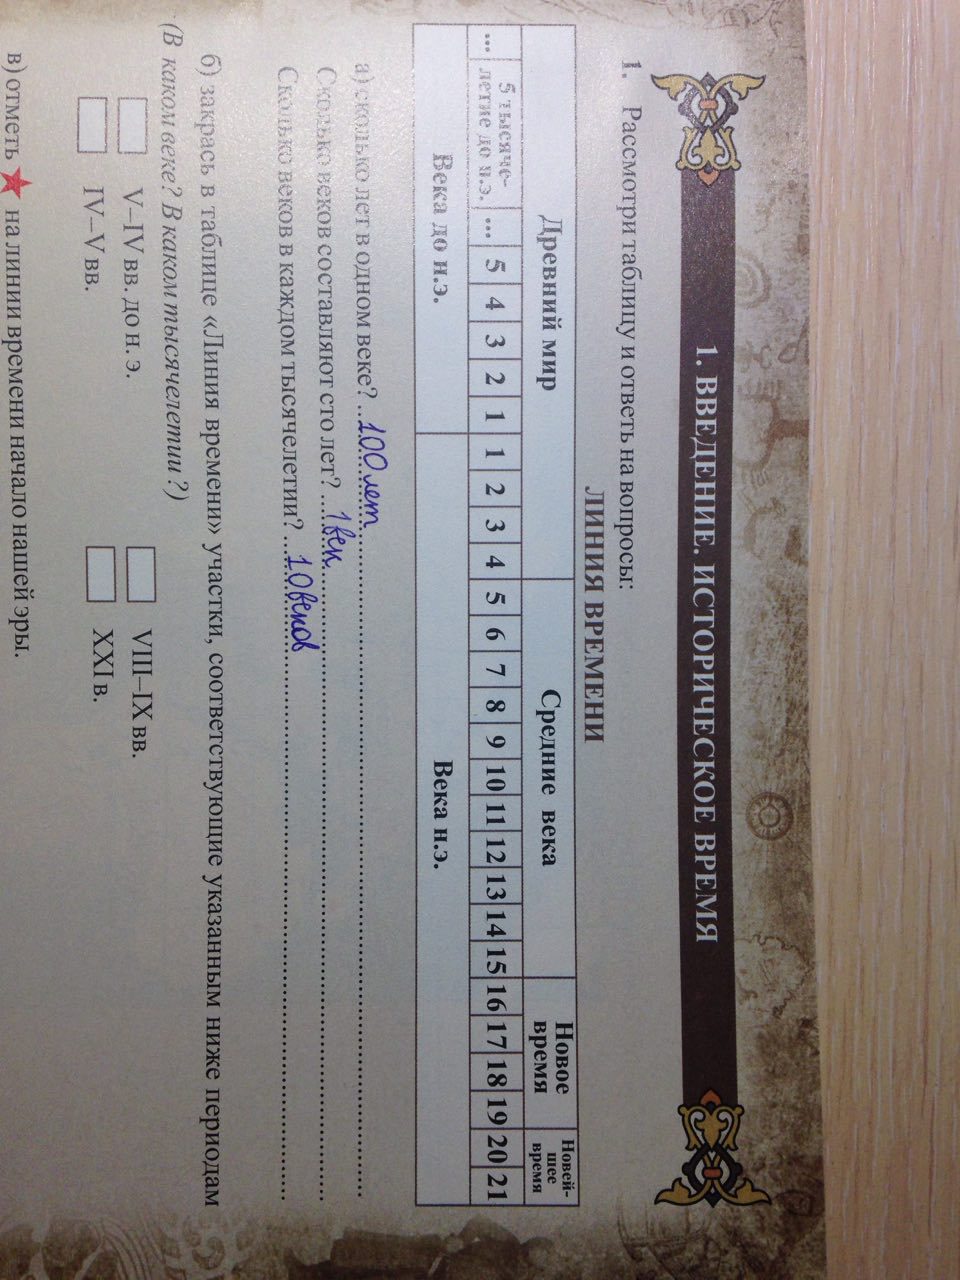 1. ВВЕДЕНИЕ. ИСТОРИЧЕСКОЕ ВРЕМЯ
1. Рассмотри таблицу и ответь на вопросы:
ЛИНИЯ ВРЕМЕНИ
Древний мир Средние века Новое время Новей-шее время
... 5 тысяче-летие до н.э. ... 5 4 3 2 1 1 2 3 4 5 6 7 8 9 10 11 12 13 14 15 16 17 18 19 20 21
Века до н.э. Века н.э.
а) сколько лет в одном веке? ...100 лет
Сколько веков составляют сто лет? ...1 век
Сколько веков в каждом тысячелетии? ...10 веков
б) закрась в таблице «Линия времени» участки, соответствующие указанным ниже периодам
(В каком веке? В каком тысячелетии?)
V–IV вв. до н. э. VIII–IX вв.
IV–V вв. XXI в.
в) отметь на линии времени начало нашей эры.